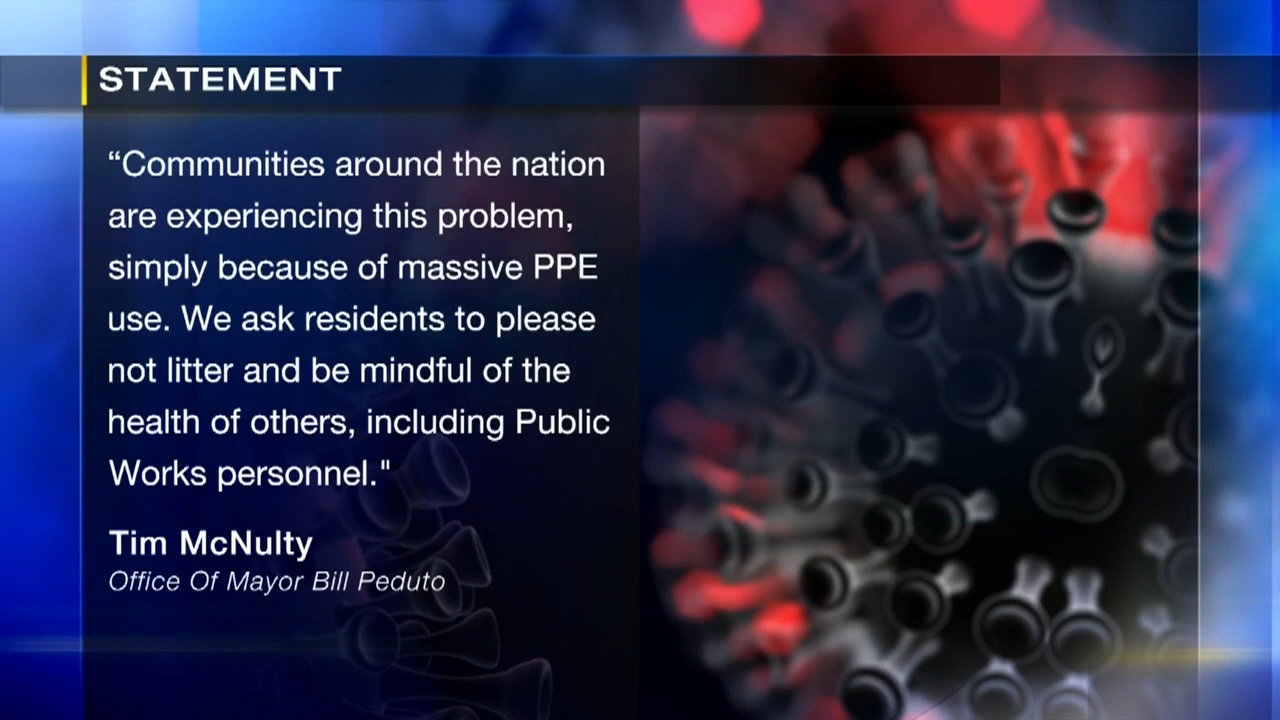 STATEMENT
“Communities around the nation
are experiencing this problem,
simply because of massive PPE
use. We ask residents to please
not litter and be mindful of the
health of others, including Public
Works personnel."
Tim McNulty
Office Of Mayor Bill Peduto